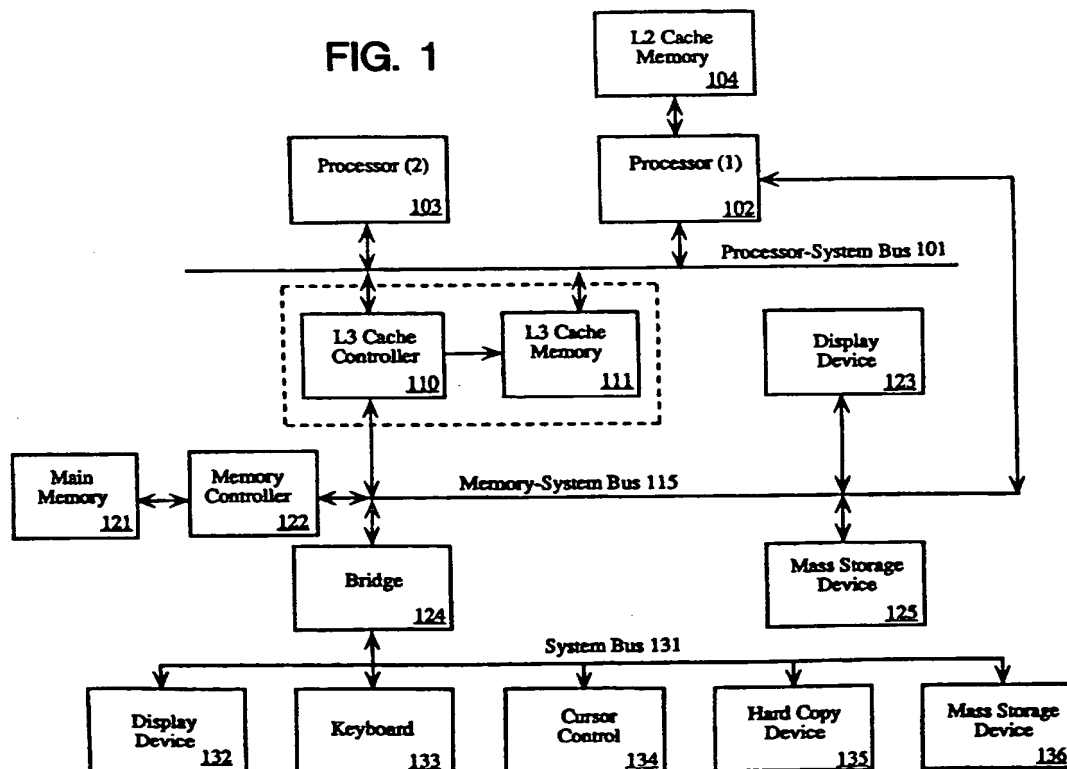 FIG. 1
L2 Cache
Memory
104
Processor (2)
103
Processor (1)
102
Processor-System Bus 101
L3 Cache
Controller
110
L3 Cache
Memory
111
Display
Device
123
Main
Memory
121
Memory
Controller
122
Memory-System Bus 115
Bridge
124
Mass Storage
Device
125
System Bus 131
Display
Device
132
Keyboard
133
Cursor
Control
134
Hard Copy
Device
135
Mass Storage
Device
136